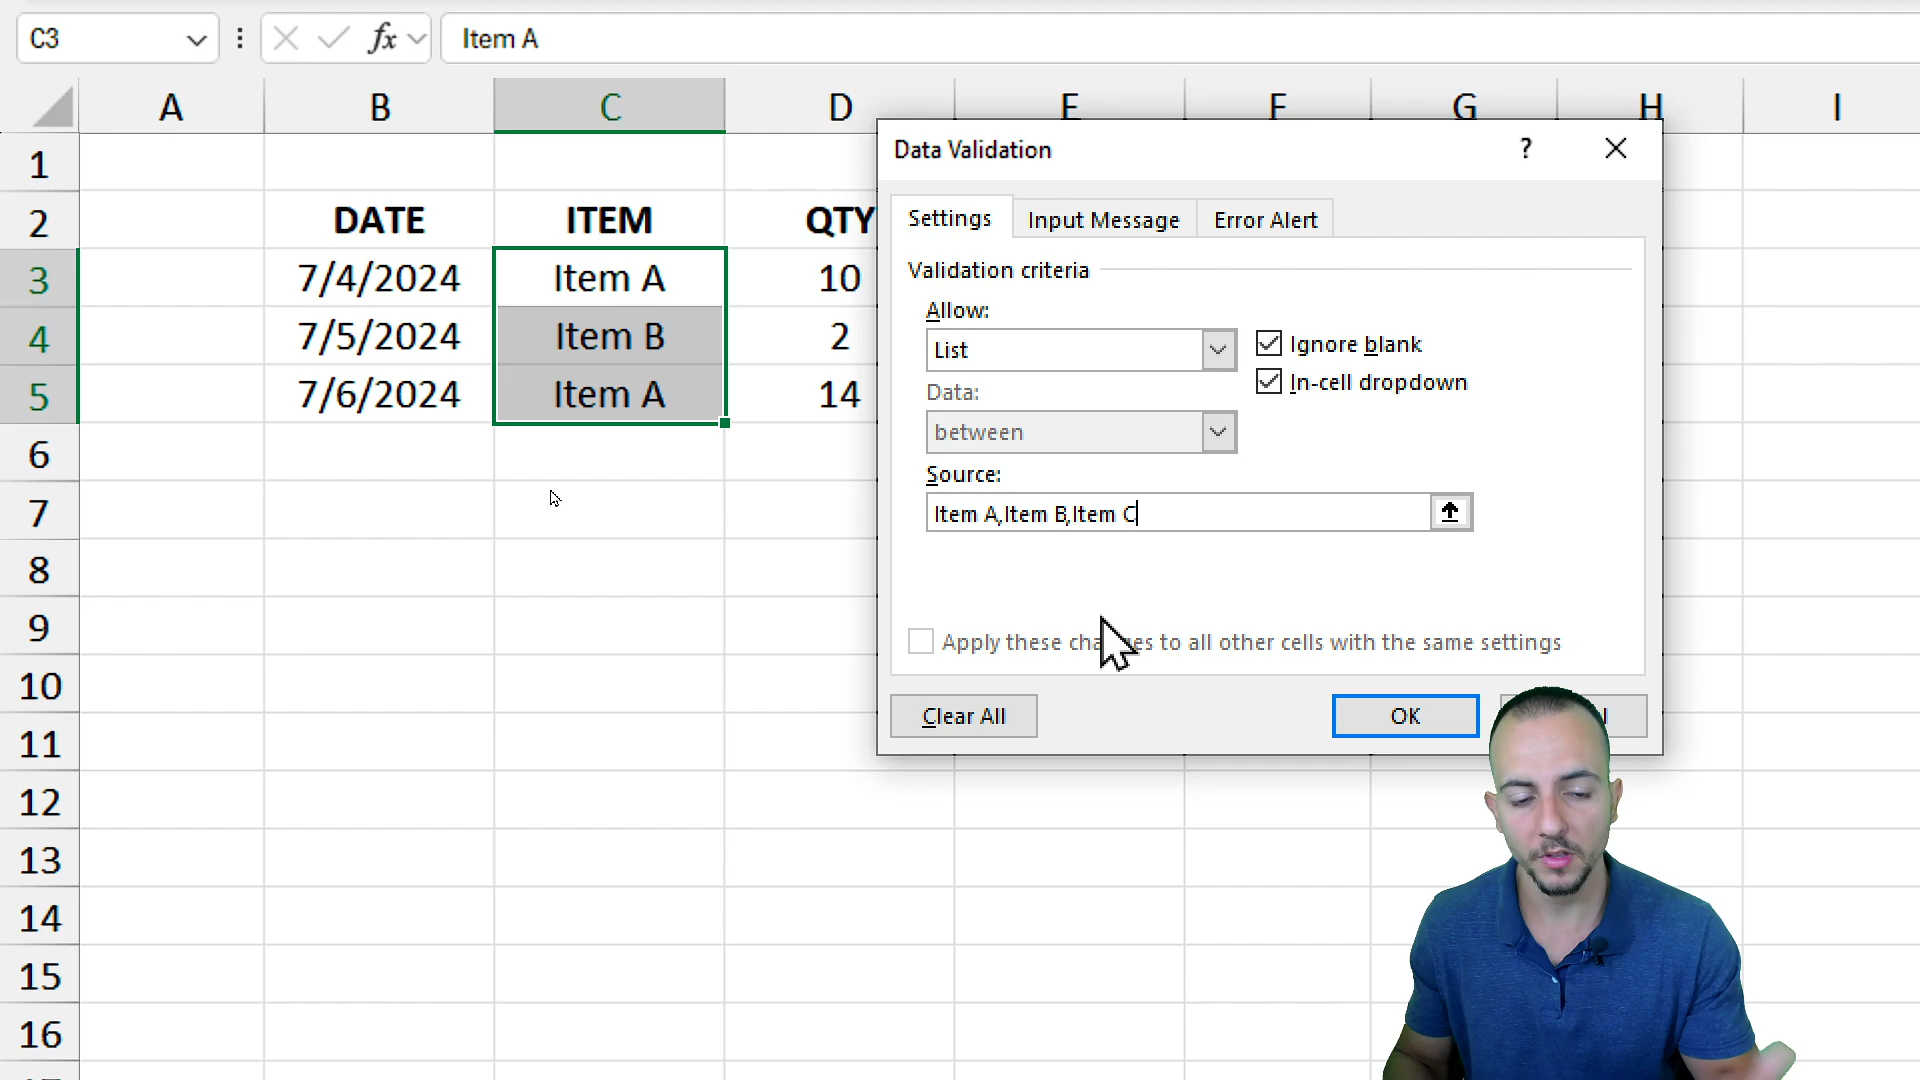 C3
fx
Item A
A B C D E F G H I
1
2 DATE ITEM QTY
3 7/4/2024 Item A 10
4 7/5/2024 Item B 2
5 7/6/2024 Item A 14
6
7
8
9
10
11
12
13
14
15
16
Data Validation
?
Settings Input Message Error Alert
Validation criteria
Allow:
List
Ignore blank
In-cell dropdown
Data:
between
Source:
Item A,Item B,Item C
Apply these to all other cells with the same settings
Clear All OK